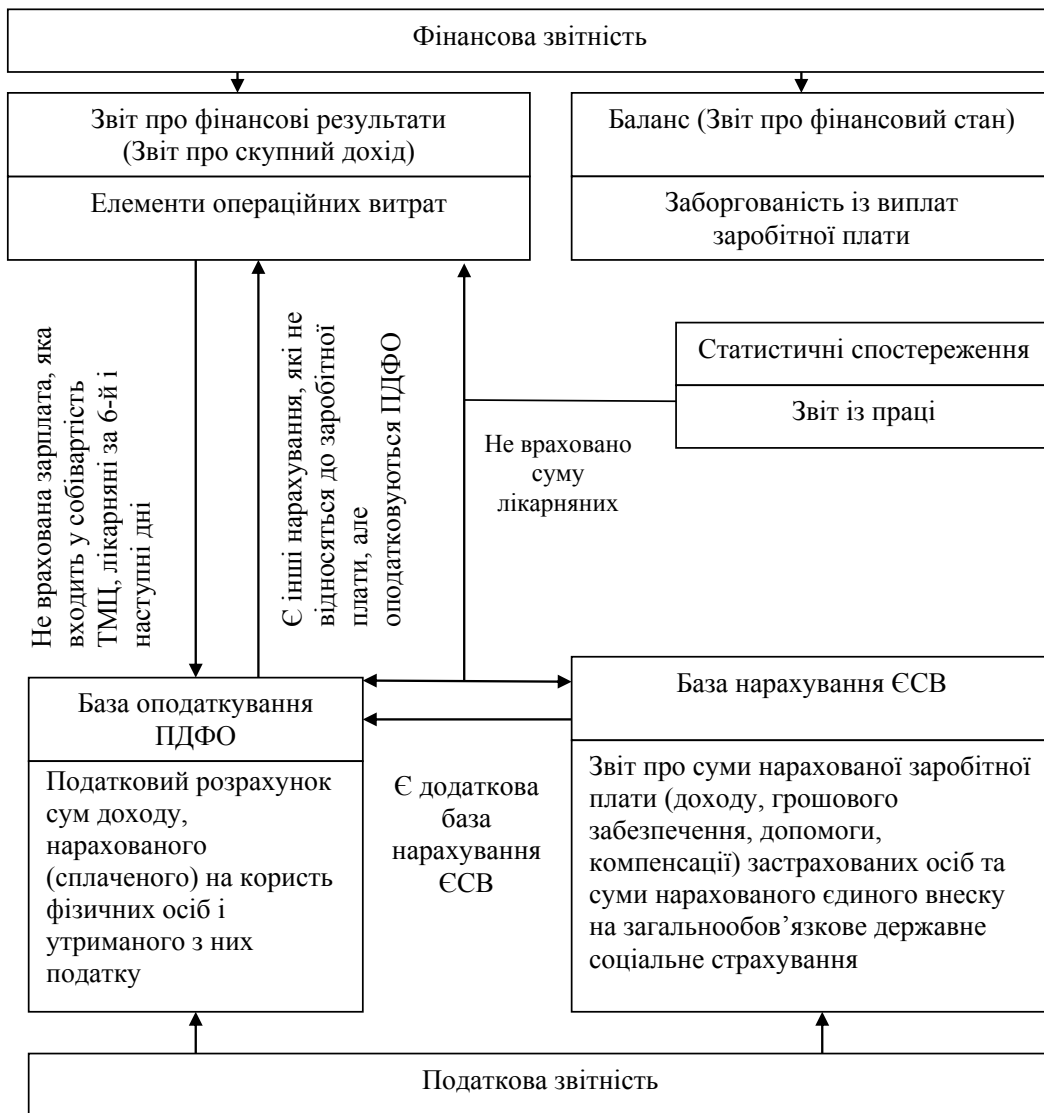 Фінансова звітність
Звіт про фінансові результати
(Звіт про скупний дохід)
Елементи операційних витрат
Баланс (Звіт про фінансовий стан)
Заборгованість із виплат
заробітної плати
Не врахована зарплата, яка
входить у собівартість
ТМЦ, лікарняні за 6-й і
наступні дні
Є інші нарахування, які не
відносяться до заробітної
плати, але
оподатковуються ПДФО
Статистичні спостереження
Звіт із праці
Не враховано
суму
лікарняних
База оподаткування
ПДФО
Податковий розрахунок
сум доходу,
нарахованого
(сплаченого) на користь
фізичних осіб і
утриманого з них
податку
Є додаткова
база
нарахування
ЄСВ
База нарахування ЄСВ
Звіт про суми нарахованої заробітної
плати (доходу, грошового
забезпечення, допомоги,
компенсації) застрахованих осіб та
суми нарахованого єдиного внеску
на загальнообов’язкове державне
соціальне страхування
Податкова звітність